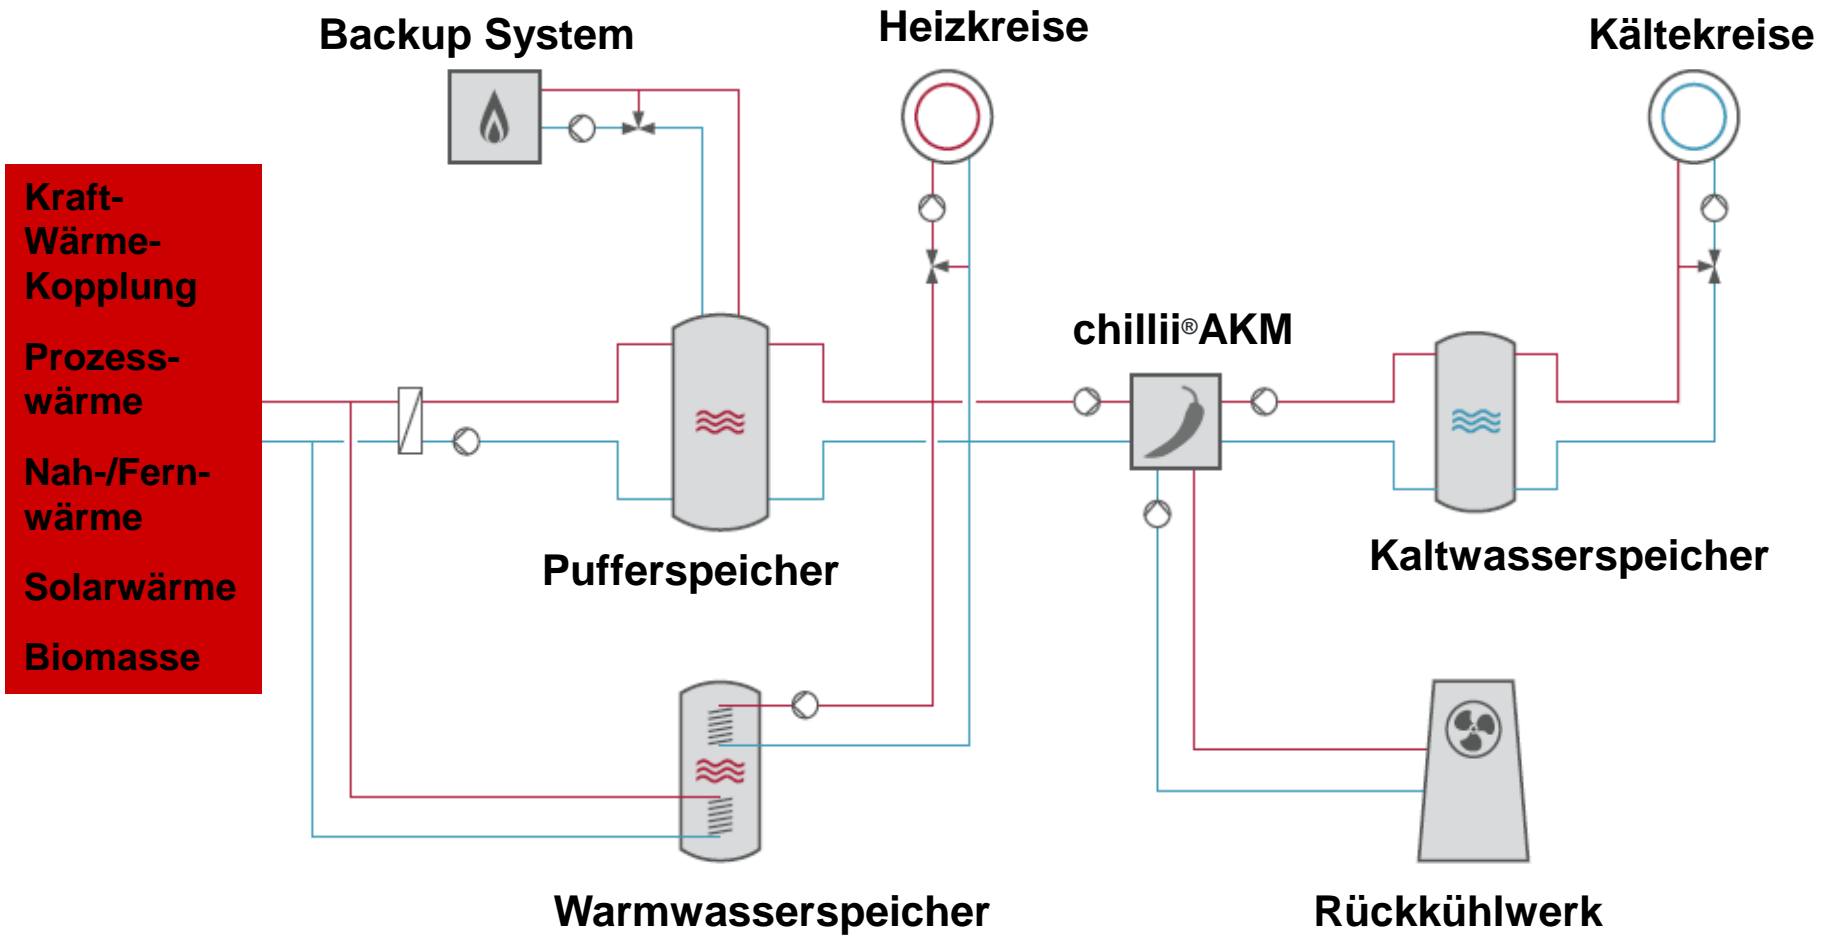 Backup System
Heizkreise
Kältekreise
Kraft-
Wärme-
Kopplung
Prozess-
wärme
Nah-/Fern-
wärme
Solarwärme
Biomasse
chillii®AKM
Pufferspeicher
Kaltwasserspeicher
Warmwasserspeicher
Rückkühlwerk